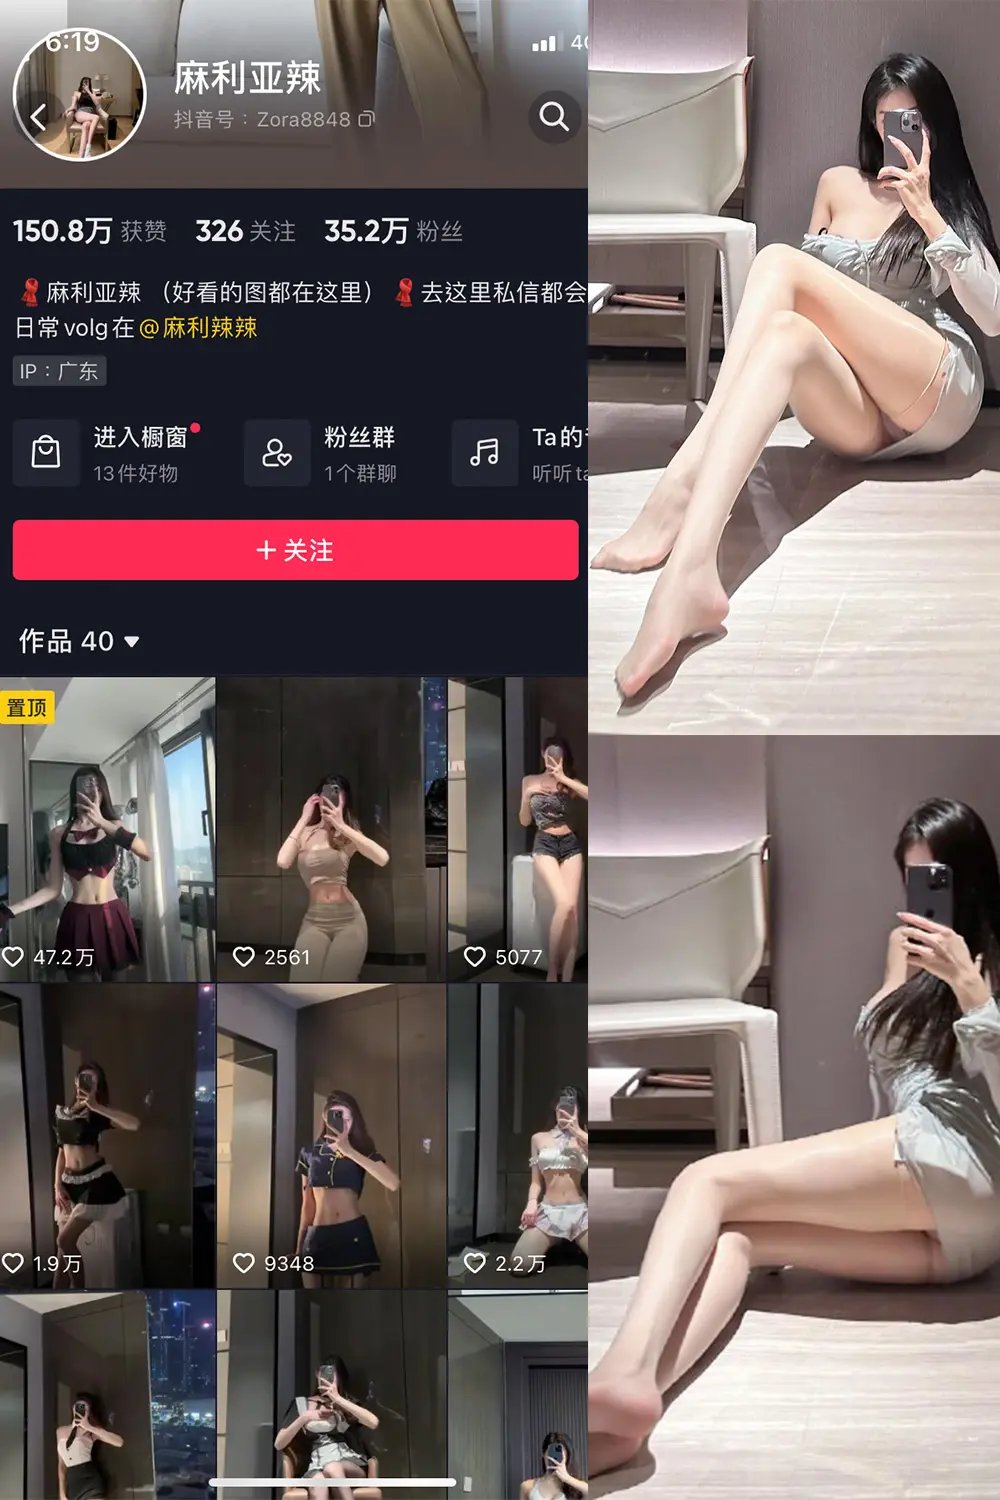 6:19
麻利亚辣
抖音号：Zora8848
150.8万 获赞 326 关注 35.2万 粉丝
麻利亚辣 （好看的图都在这里） 去这里私信都会
日常volg在@麻利辣辣
IP：广东
进入橱窗
13件好物
粉丝群
1个群聊
Ta的
听听
＋关注
作品 40
置顶
47.2万
2561
5077
1.9万
9348
2.2万